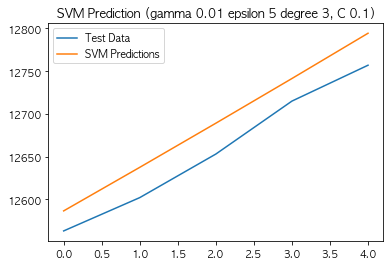 SVM Prediction (gamma 0.01 epsilon 5 degree 3, C 0.1)
Test Data
SVM Predictions
12800
12750
12700
12650
12600
0.0 0.5 1.0 1.5 2.0 2.5 3.0 3.5 4.0